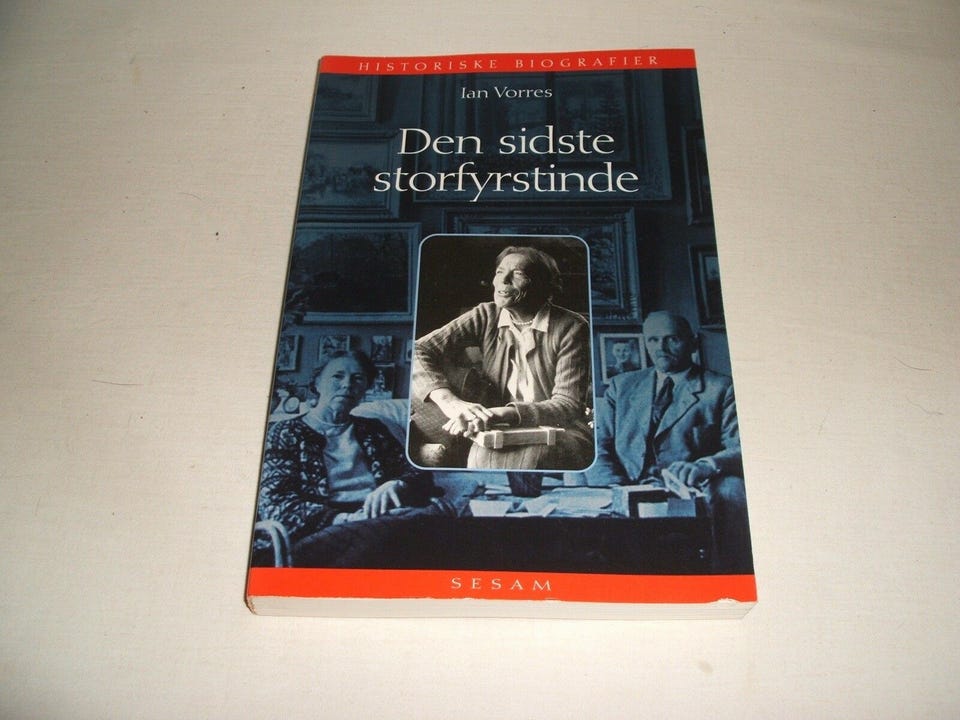 HISTORISKE BIOGRAFIER
Ian Vorres
Den sidste
storfyrstinde
SESAM